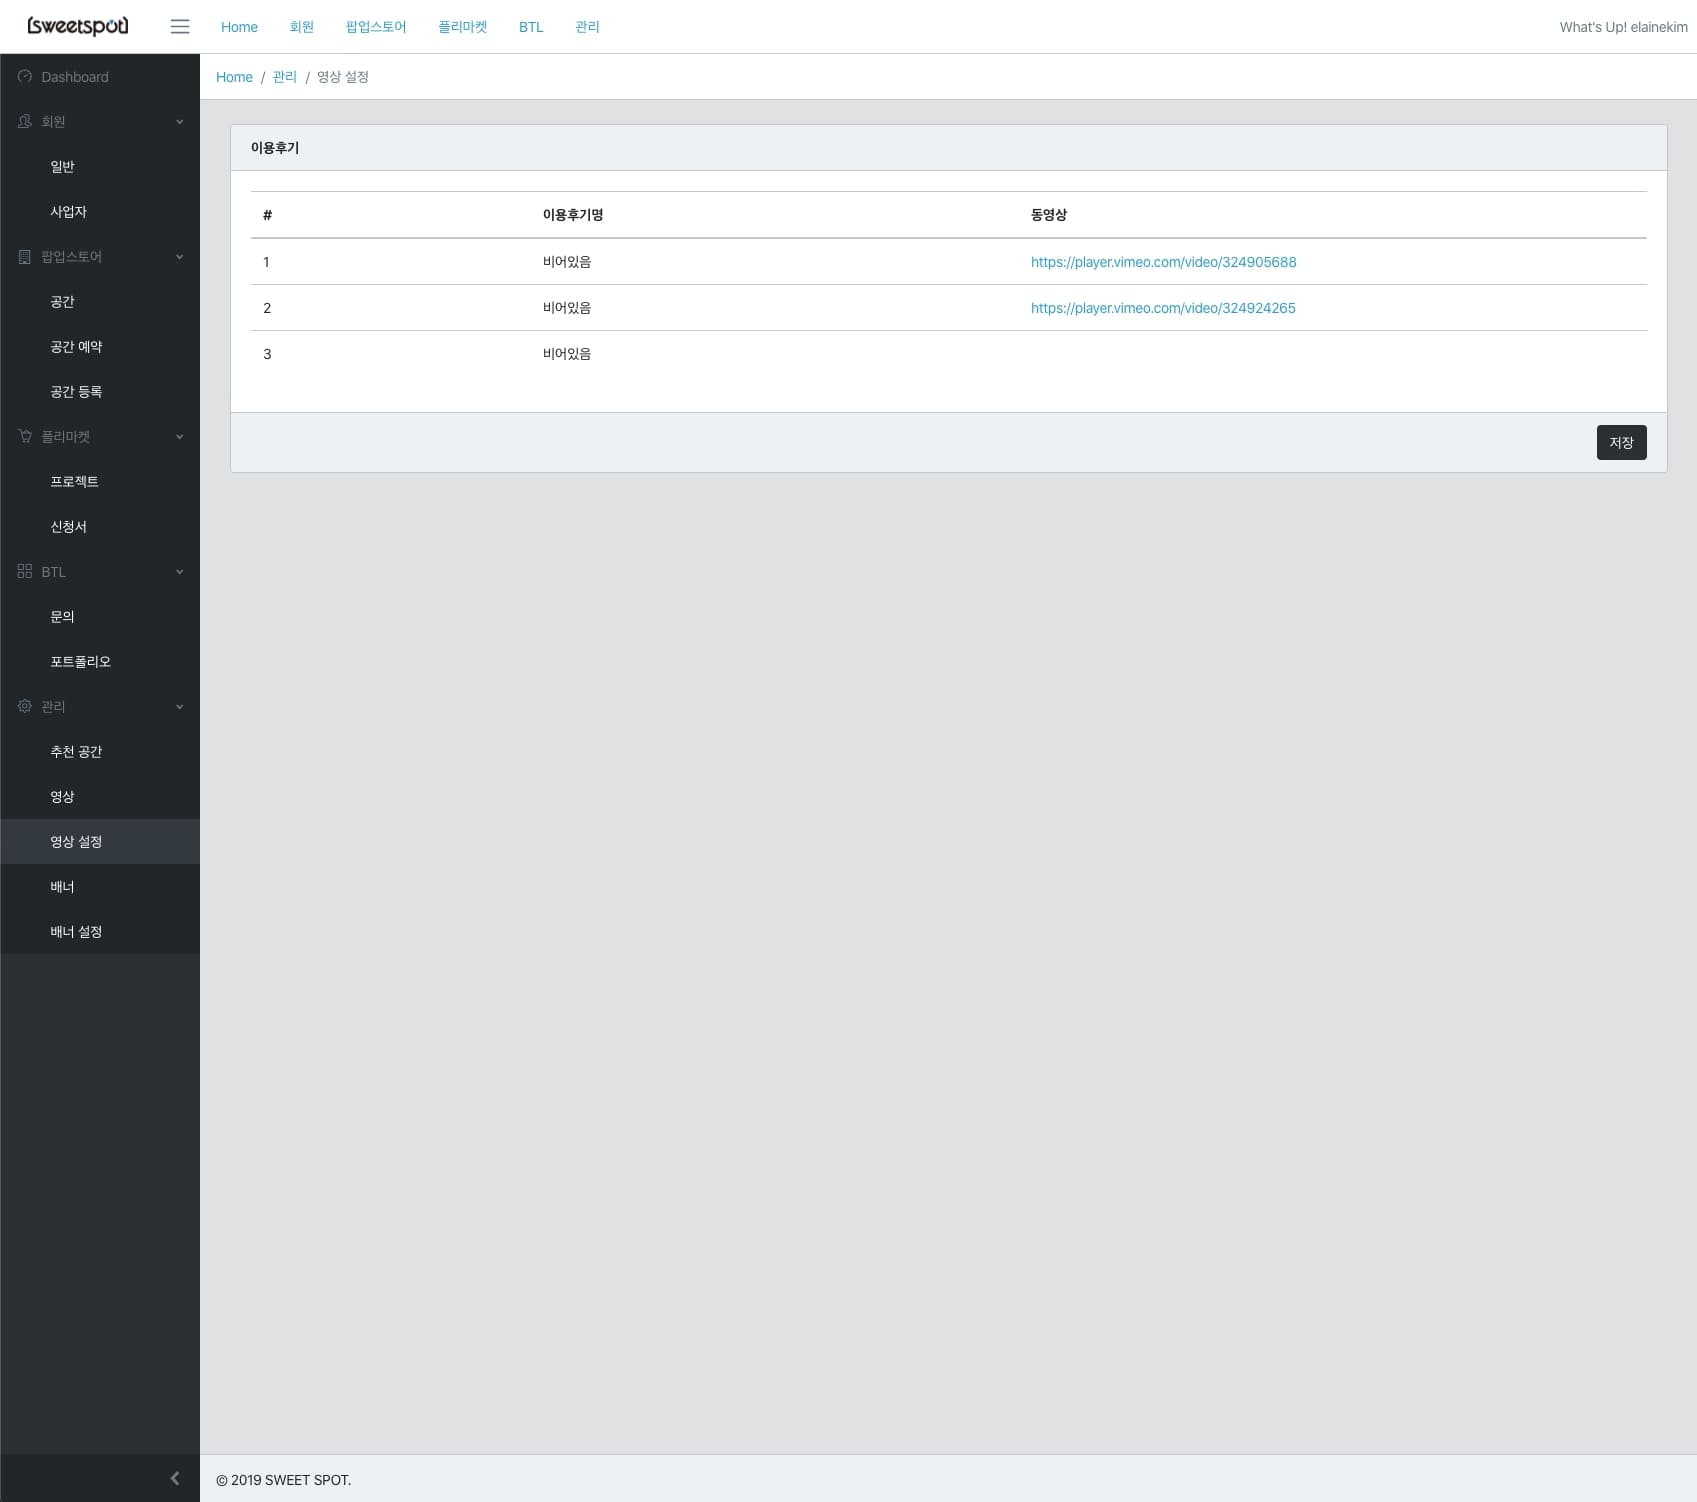 [sweetspot]
Home 회원 팝업스토어 플리마켓 BTL 관리
What's Up! elainekim
Dashboard
회원
일반
사업자
팝업스토어
공간
공간 예약
공간 등록
플리마켓
프로젝트
신청서
BTL
문의
포트폴리오
관리
추천 공간
영상
영상 설정
배너
배너 설정
Home / 관리 / 영상 설정
이용후기
# 이용후기명 동영상
1 비어있음 https://player.vimeo.com/video/324905688
2 비어있음 https://player.vimeo.com/video/324924265
3 비어있음
저장
© 2019 SWEET SPOT.